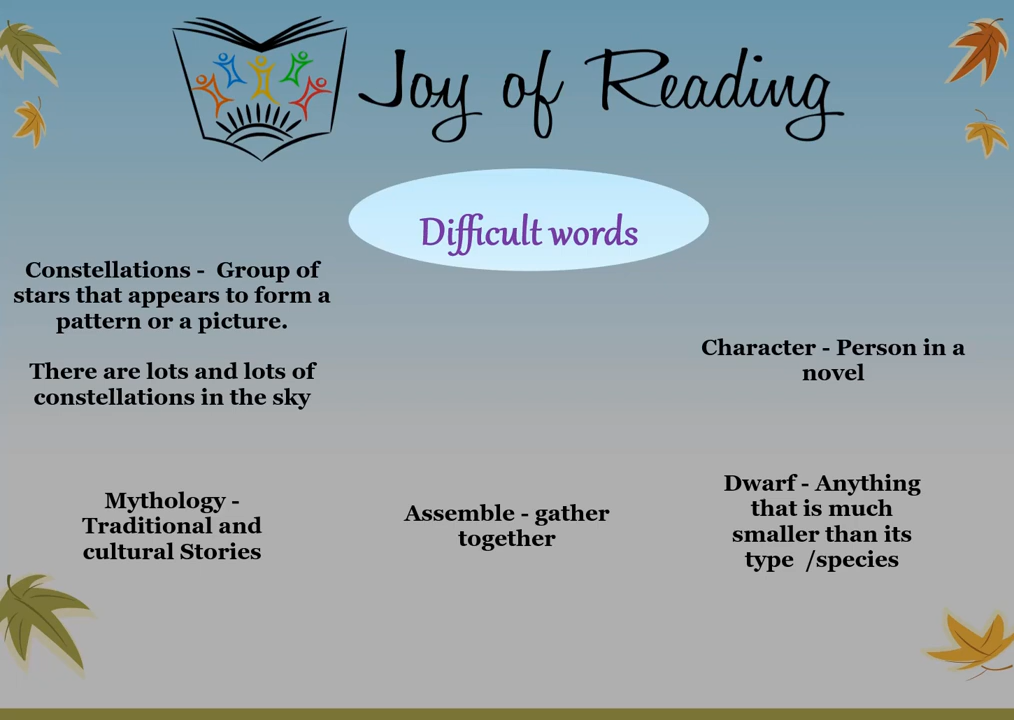 Joy of Reading
Difficult words
Constellations - Group of
stars that appears to form a
pattern or a picture.
There are lots and lots of
constellations in the sky
Character - Person in a
novel
Mythology -
Traditional and
cultural Stories
Assemble - gather
together
Dwarf - Anything
that is much
smaller than its
type /species